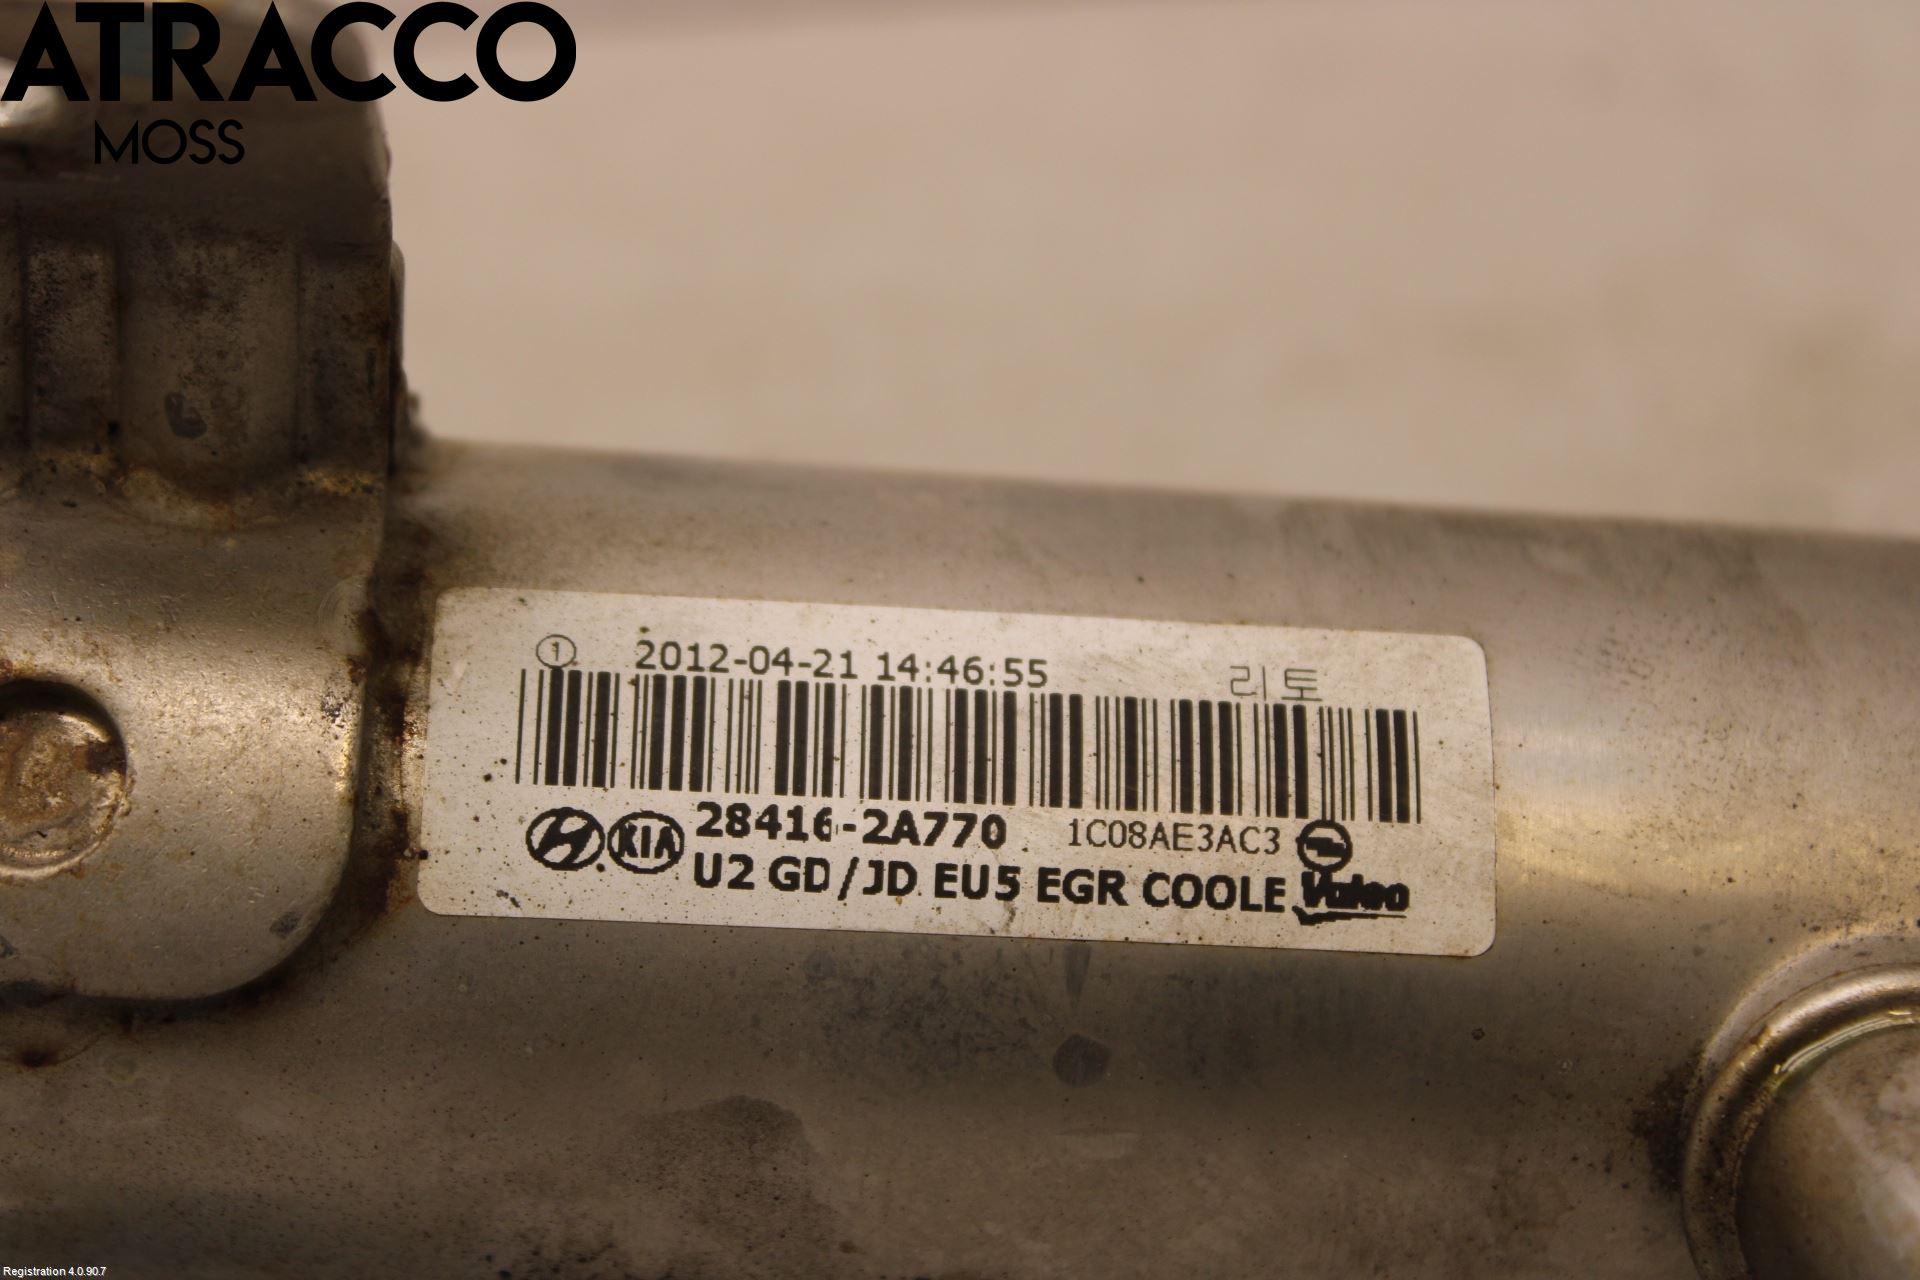 ATRACCO
MOSS
① 2012-04-21 14:46:55 리토
KIA 28416-2A770 1C08AE3AC3
U2 GD/JD EU5 EGR COOLE Valeo
Registration 4.0.90.7